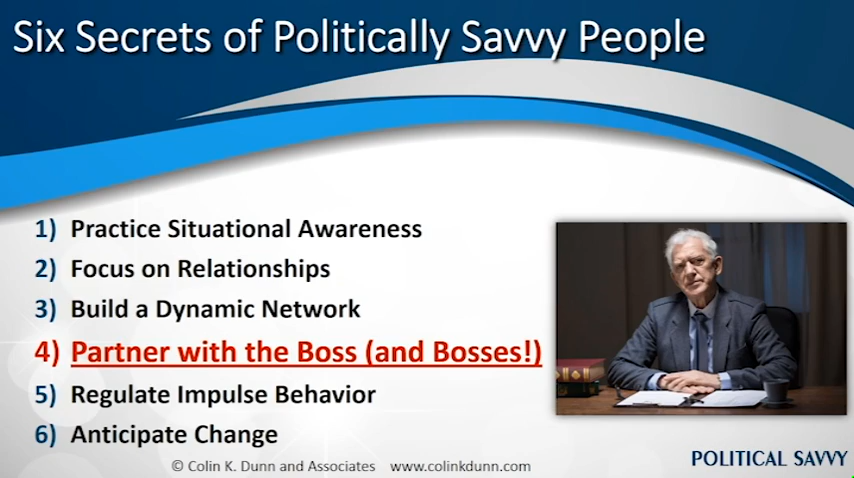 Six Secrets of Politically Savvy People
1) Practice Situational Awareness
2) Focus on Relationships
3) Build a Dynamic Network
4) Partner with the Boss (and Bosses!)
5) Regulate Impulse Behavior
6) Anticipate Change
© Colin K. Dunn and Associates www.colinkdunn.com
POLITICAL SAVVY